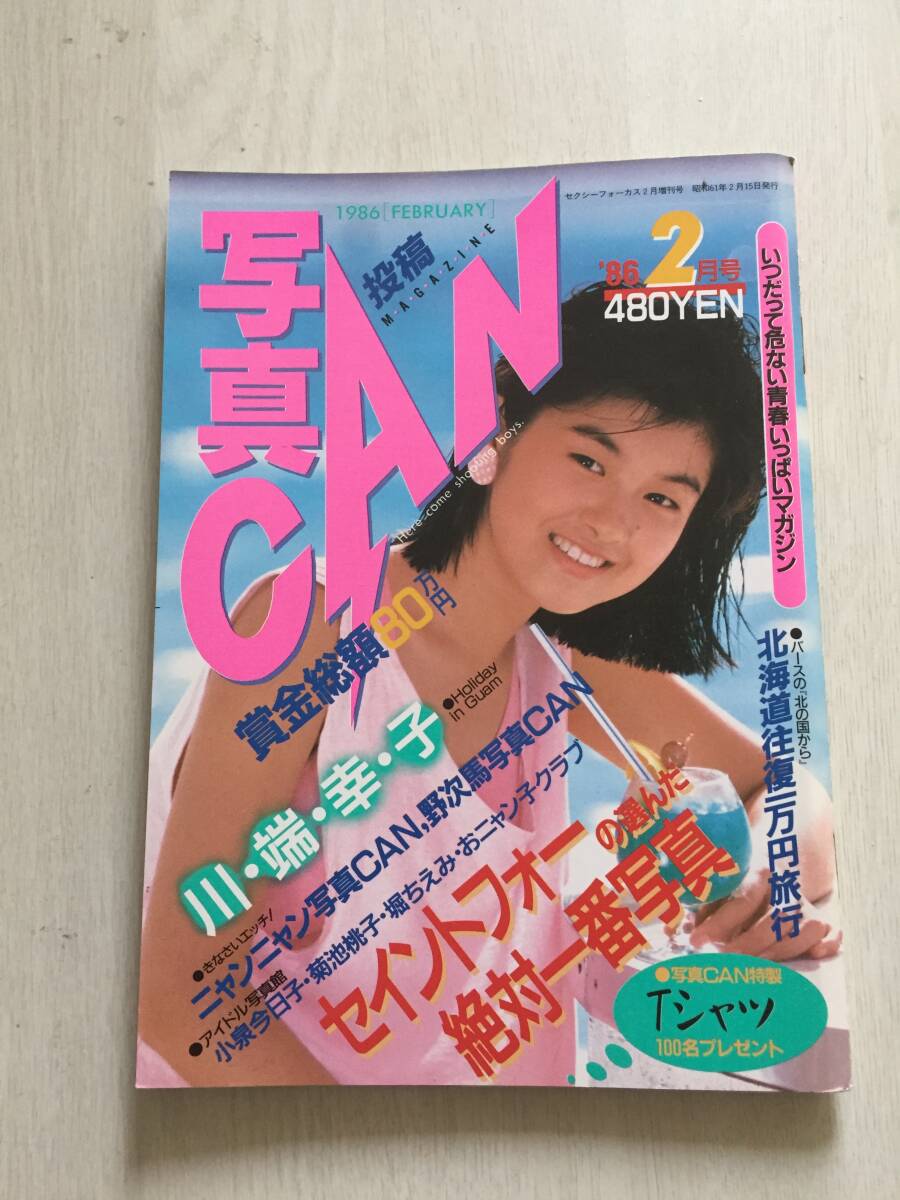 セクシーフォーカス2月増刊号 昭和61年2月15日発行
1986 [FEBRUARY]
写真CAN
投稿
M・A・G・A・Z・I・N・E
'86 2月号
480YEN
いつだって危ない青春いっぱいマガジン
Here=come shooting boys.
賞金総額80万円
●Holiday
in Guam
川・端・幸・子
●きなさいエッチ!
ニャンニャン写真CAN,野次馬写真CAN
●アイドル写真館
小泉今日子・菊池桃子・堀ちえみ・おニャン子クラブ
セイントフォーの選んだ
絶対一番写真
●バースの『北の国から』
北海道往復一万円旅行
●写真CAN特製
Tシャツ
100名プレゼント